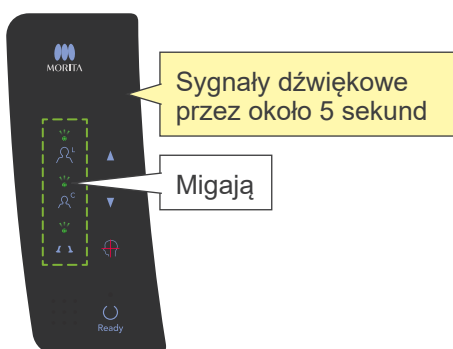 MORITA
Sygnały dźwiękowe
przez około 5 sekund
L
Migają
C
Ready